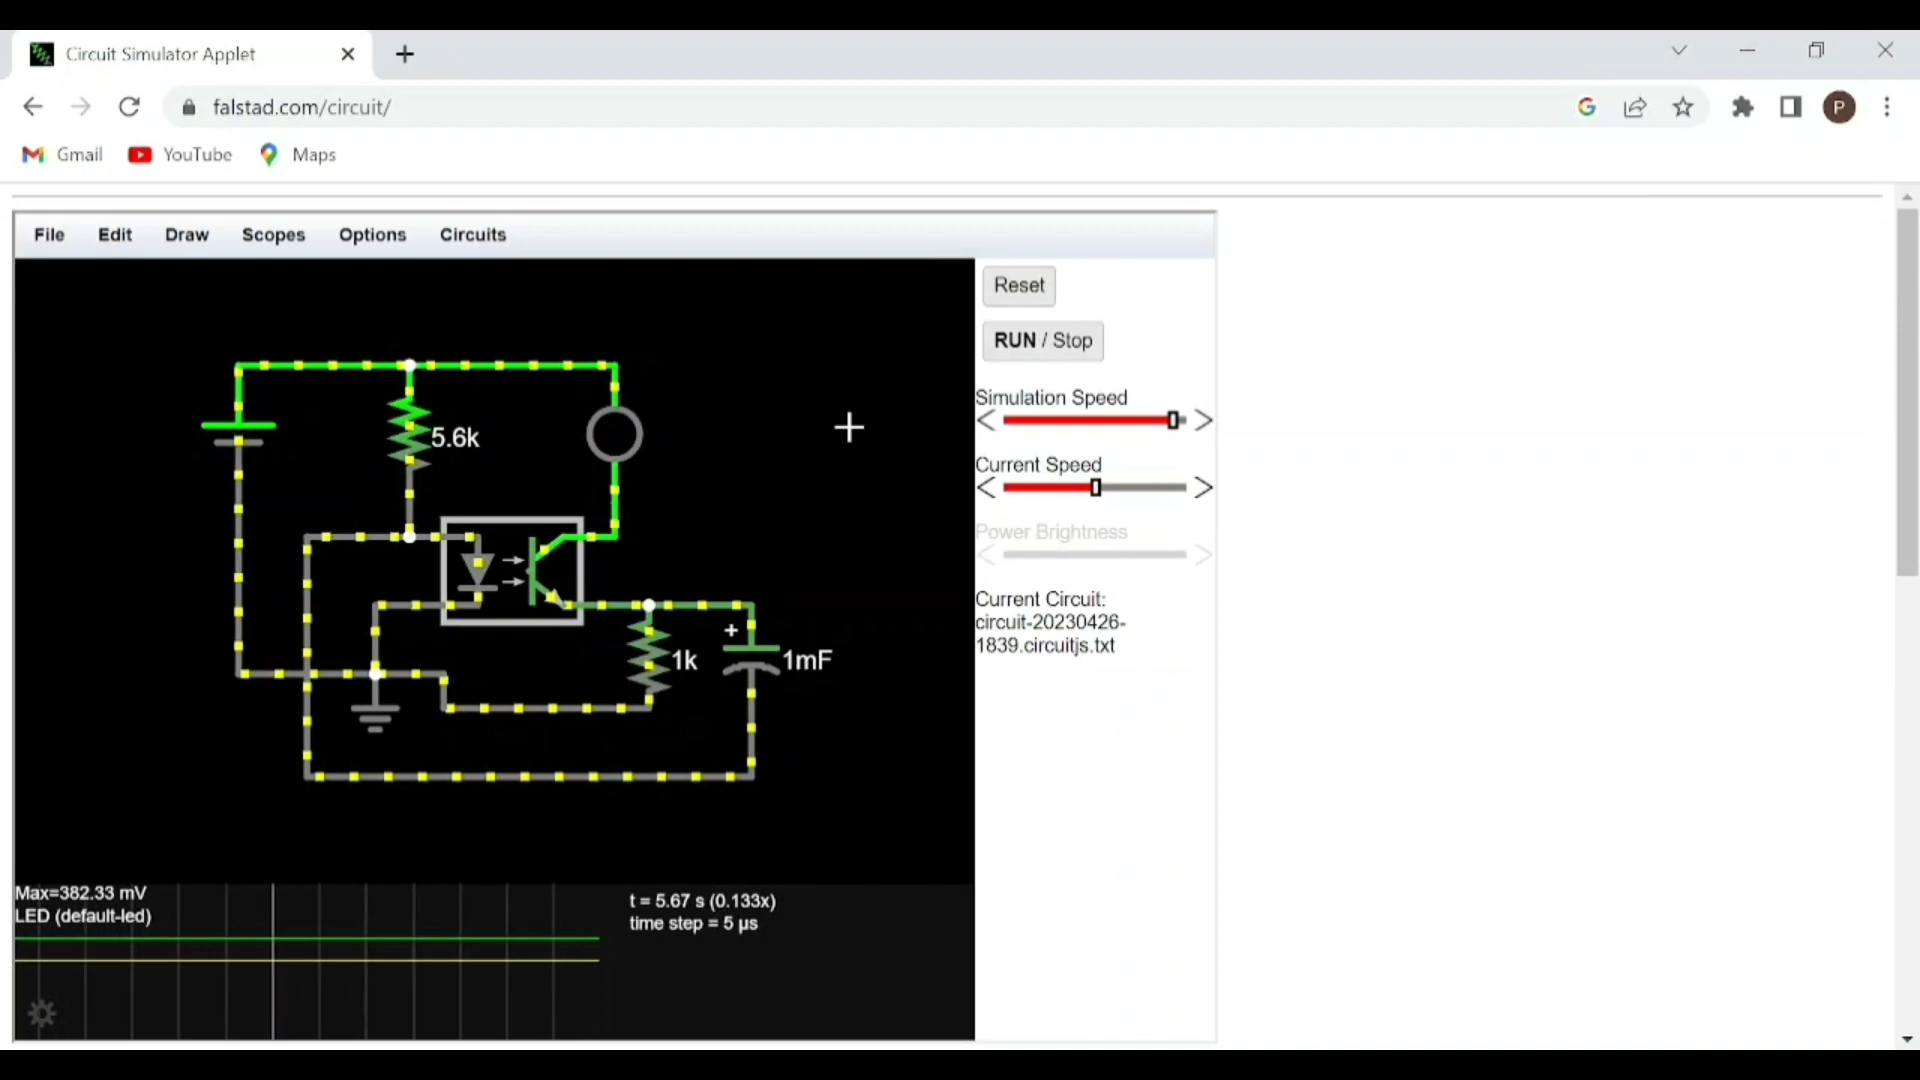 Circuit Simulator Applet
falstad.com/circuit/
G
P
Gmail
YouTube
Maps
File Edit Draw Scopes Options Circuits
Reset
RUN / Stop
Simulation Speed
Current Speed
Power Brightness
Current Circuit:
circuit-20230426-
1839.circuitjs.txt
5.6k
+
1k
1mF
Max=382.33 mV
LED (default-led)
t = 5.67 s (0.133x)
time step = 5 µs